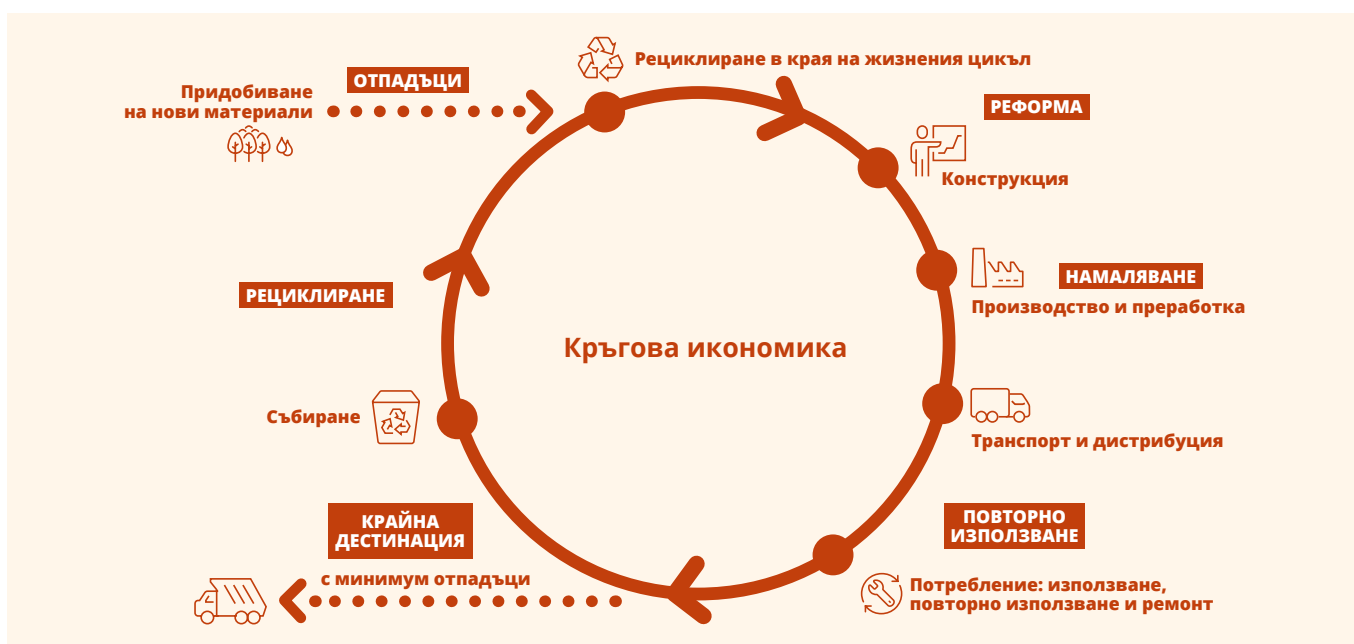 Рециклиране в края на жизнения цикъл
ОТПАДЪЦИ
Придобиване
на нови материали
РЕФОРМА
Конструкция
НАМАЛЯВАНЕ
Производство и преработка
РЕЦИКЛИРАНЕ
Кръгова икономика
Събиране
Транспорт и дистрибуция
КРАЙНА
ДЕСТИНАЦИЯ
с минимум отпадъци
ПОВТОРНО
ИЗПОЛЗВАНЕ
Потребление: използване,
повторно използване и ремонт